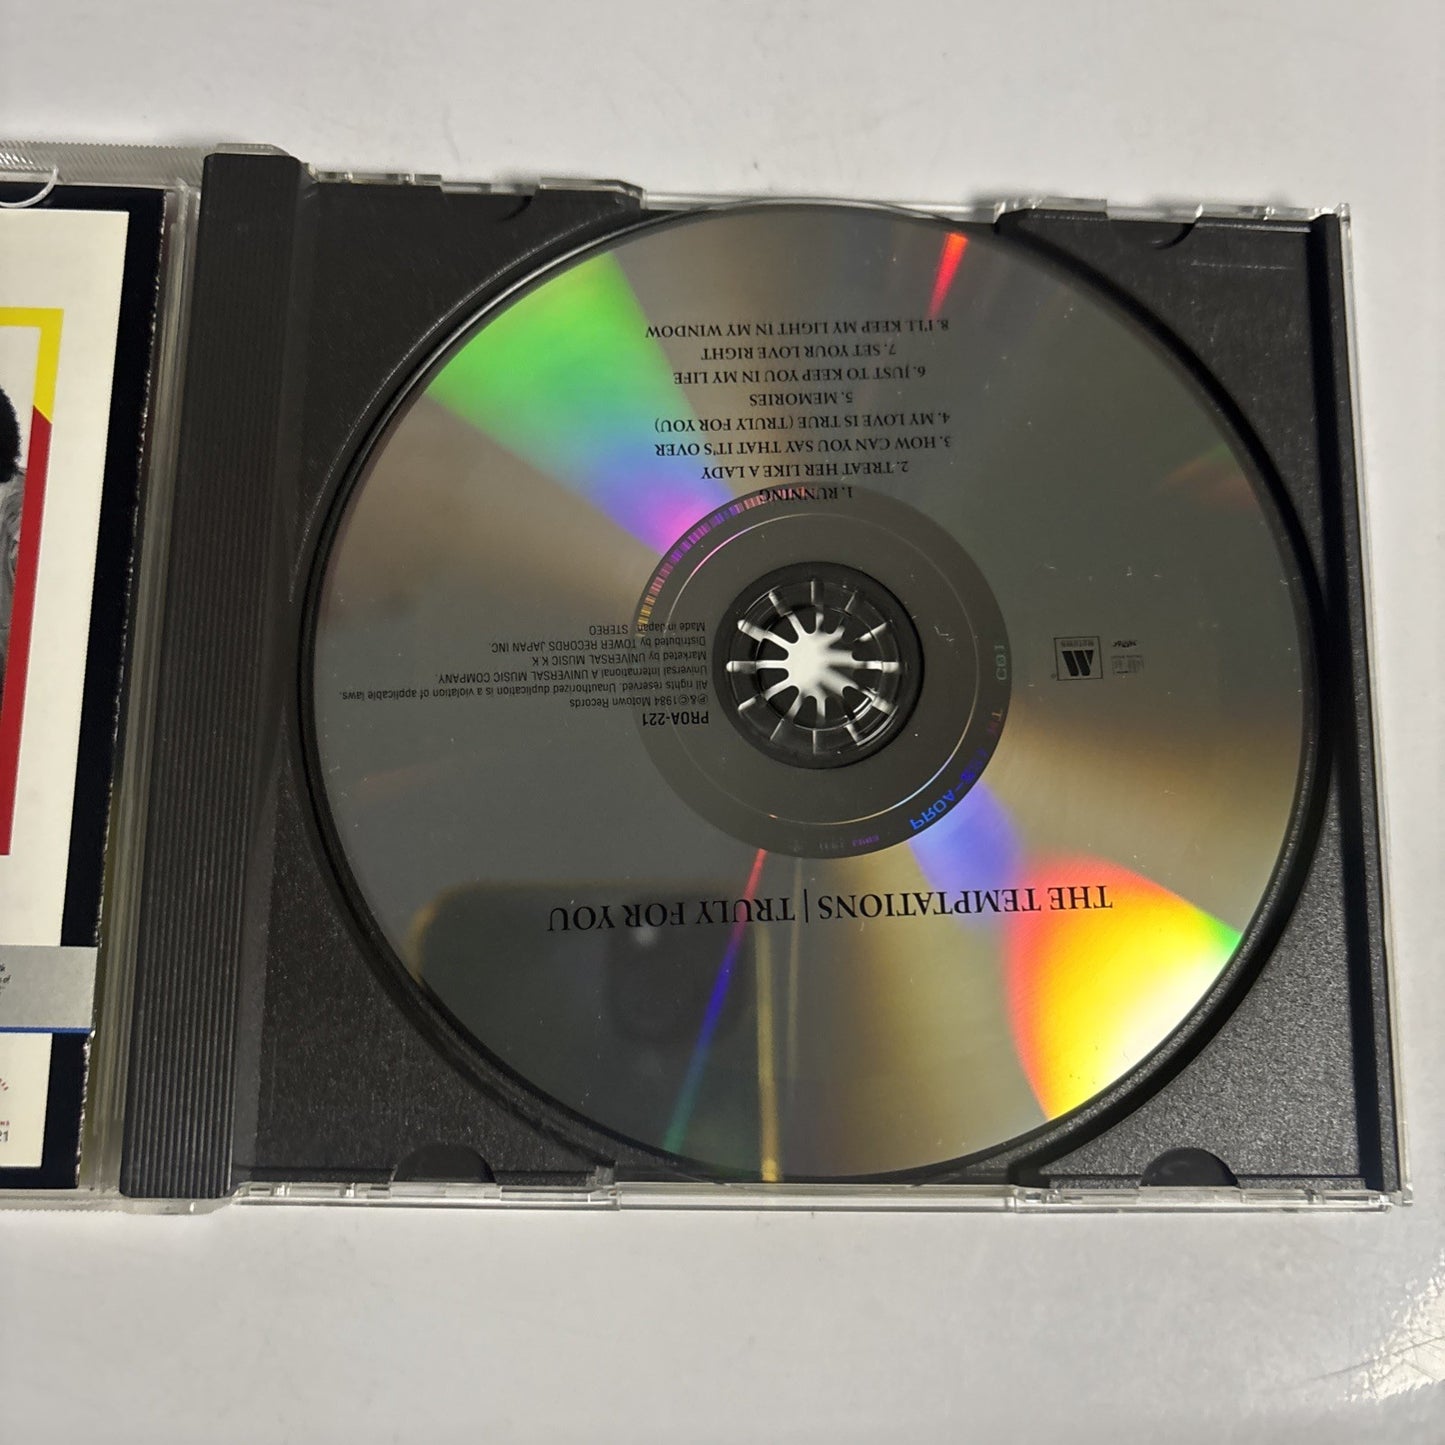 THE TEMPTATIONS | TRULY FOR YOU
MOTOWN
PROA-221
℗&©1984 Motown Records
All rights reserved. Unauthorized duplication is a violation of applicable laws.
Universal International A UNIVERSAL MUSIC COMPANY.
Marketed by UNIVERSAL MUSIC K K
Distributed by TOWER RECORDS JAPAN INC.
Made in Japan STEREO
1. RUNNING
2. TREAT HER LIKE A LADY
3. HOW CAN YOU SAY THAT IT'S OVER
4. MY LOVE IS TRUE (TRULY FOR YOU)
5. MEMORIES
6. JUST TO KEEP YOU IN MY LIFE
7. SET YOUR LOVE RIGHT
8. I'LL KEEP MY LIGHT IN MY WINDOW